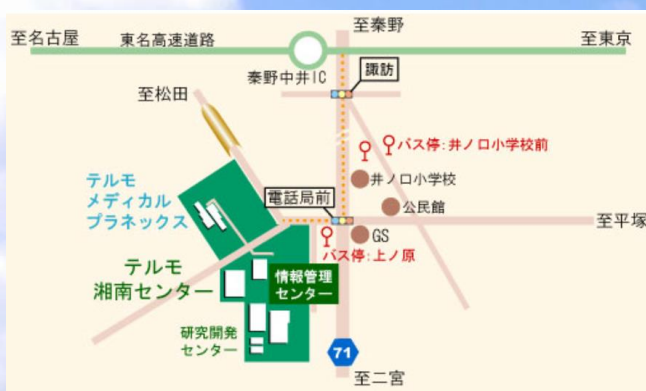 至秦野
至名古屋
東名高速道路
至東京
秦野中井IC
諏訪
至松田
バス停:井ノ口小学校前
井ノ口小学校
テルモ
メディカル
プラネックス
電話局前
公民館
至平塚
GS
バス停:上ノ原
テルモ
湘南センター
情報管理
センター
研究開発
センター
71
至二宮